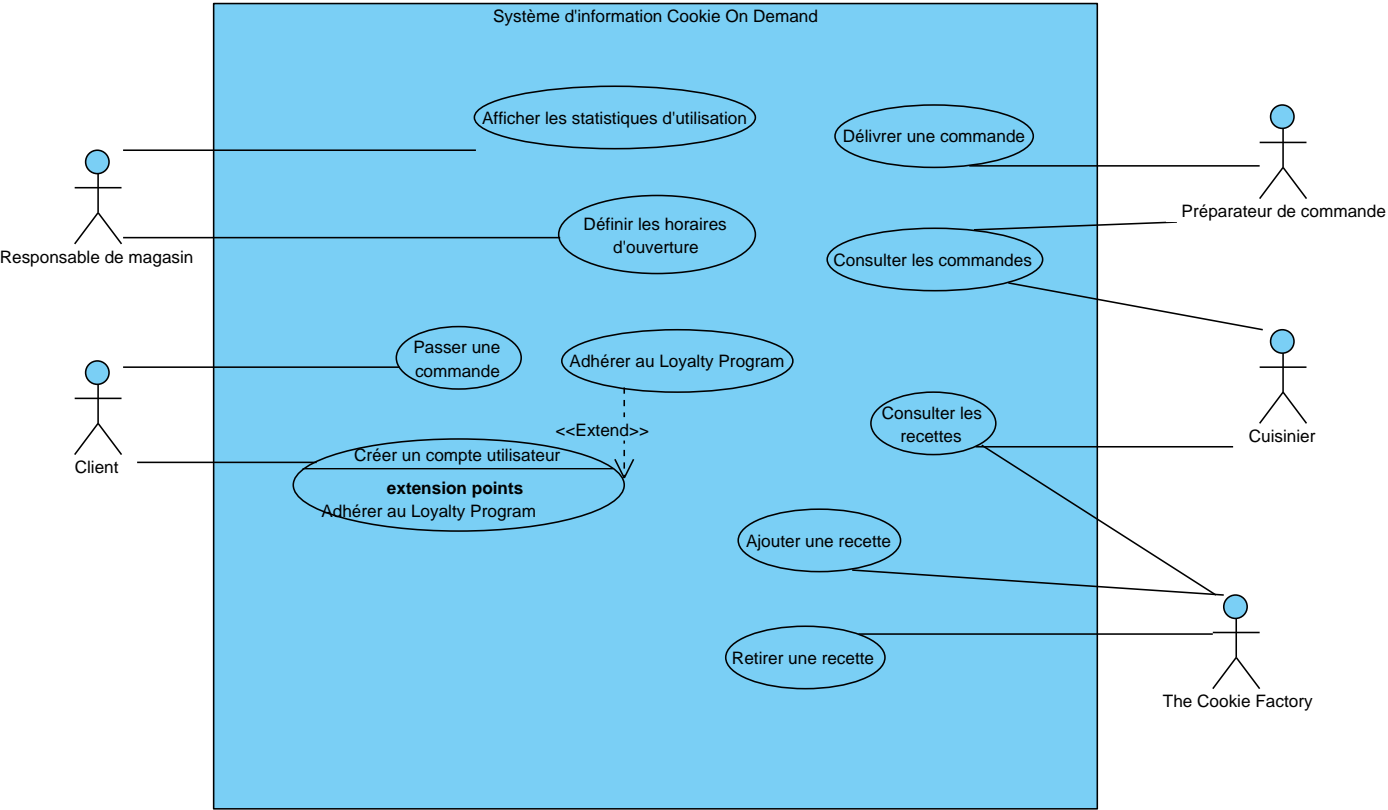 Système d'information Cookie On Demand
Afficher les statistiques d'utilisation
Délivrer une commande
Préparateur de commande
Responsable de magasin
Définir les horaires
d'ouverture
Consulter les commandes
Passer une
commande
Adhérer au Loyalty Program
Client
<<Extend>>
Créer un compte utilisateur
extension points
Adhérer au Loyalty Program
Consulter les
recettes
Cuisinier
Ajouter une recette
Retirer une recette
The Cookie Factory